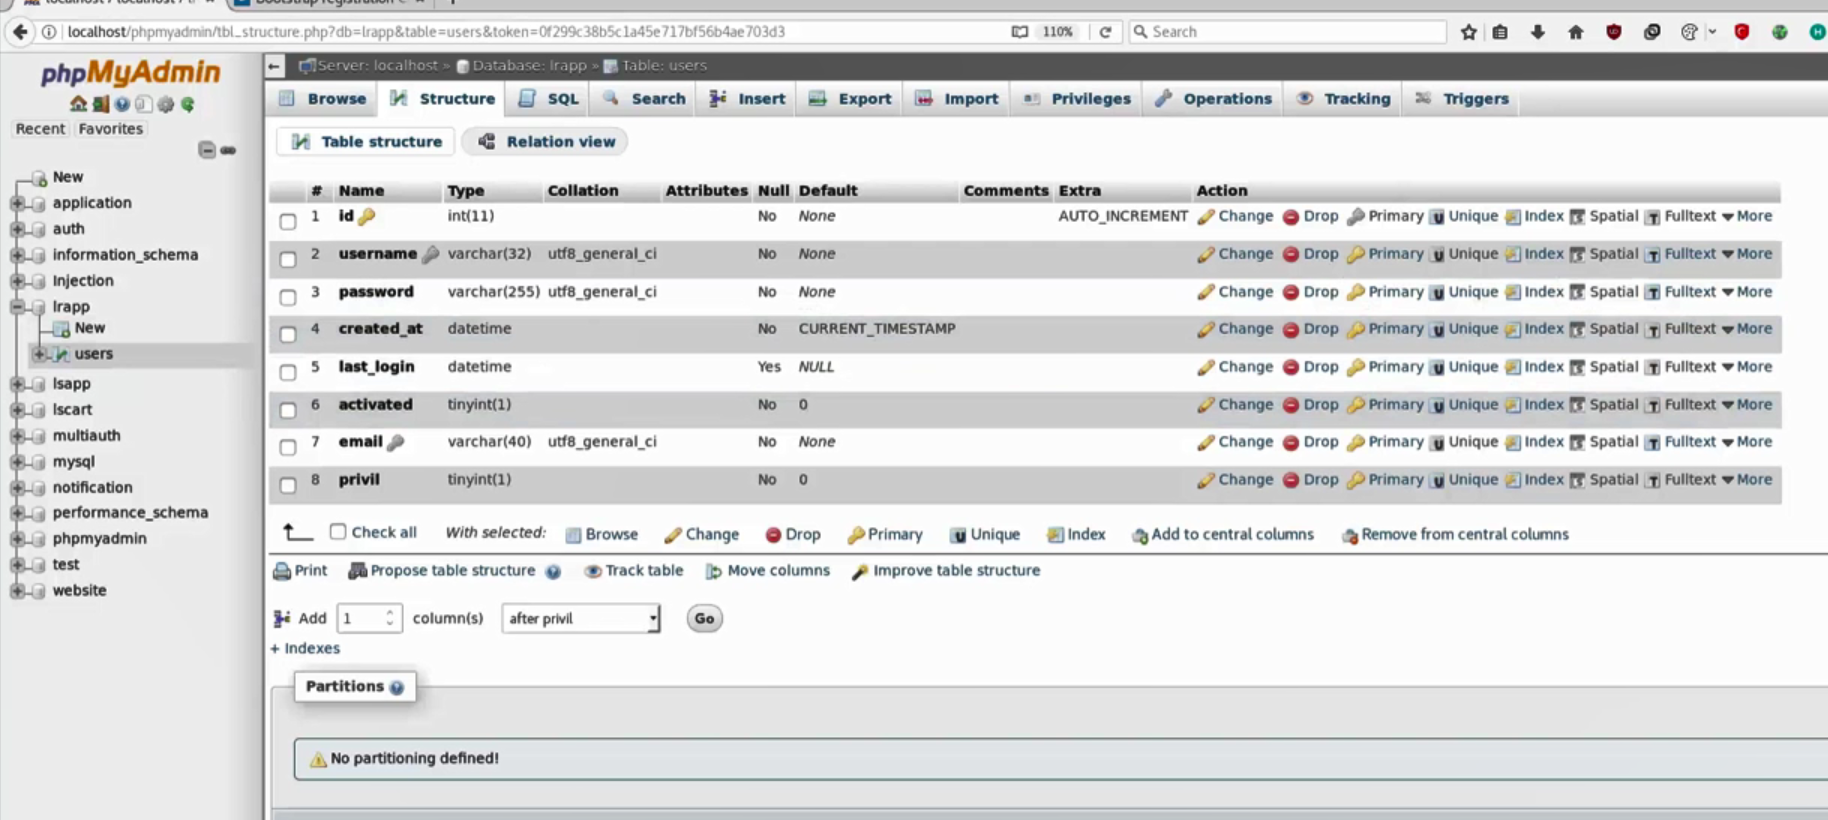 localhost/phpmyadmin/tbl_structure.php?db=lrapp&table=users&token=0f299c38b5c1a45e717bf56b4ae703d3
110%
Search
phpMyAdmin
Recent Favorites
New
application
auth
information_schema
Injection
lrapp
New
users
lsapp
lscart
multiauth
mysql
notification
performance_schema
phpmyadmin
test
website
Server: localhost » Database: lrapp » Table: users
Browse Structure SQL Search Insert Export Import Privileges Operations Tracking Triggers
Table structure Relation view
# Name Type Collation Attributes Null Default Comments Extra Action
1 id int(11) No None AUTO_INCREMENT Change Drop Primary Unique Index Spatial Fulltext More
2 username varchar(32) utf8_general_ci No None Change Drop Primary Unique Index Spatial Fulltext More
3 password varchar(255) utf8_general_ci No None Change Drop Primary Unique Index Spatial Fulltext More
4 created_at datetime No CURRENT_TIMESTAMP Change Drop Primary Unique Index Spatial Fulltext More
5 last_login datetime Yes NULL Change Drop Primary Unique Index Spatial Fulltext More
6 activated tinyint(1) No 0 Change Drop Primary Unique Index Spatial Fulltext More
7 email varchar(40) utf8_general_ci No None Change Drop Primary Unique Index Spatial Fulltext More
8 privil tinyint(1) No 0 Change Drop Primary Unique Index Spatial Fulltext More
Check all With selected: Browse Change Drop Primary Unique Index Add to central columns Remove from central columns
Print Propose table structure Track table Move columns Improve table structure
Add 1 column(s) after privil Go
+ Indexes
Partitions
No partitioning defined!